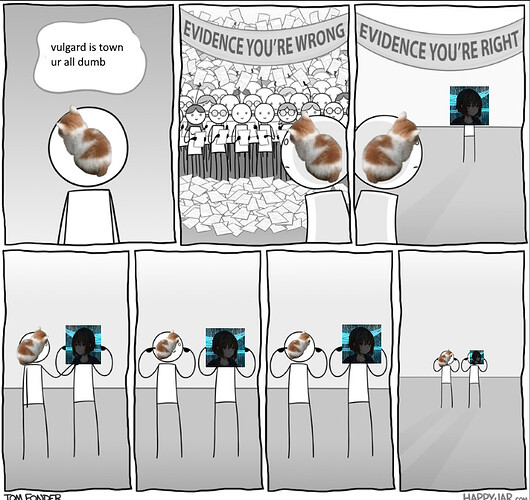 vulgard is town
ur all dumb
EVIDENCE YOU'RE WRONG
EVIDENCE YOU'RE RIGHT
TOM FONDER
HAPPYJAR.COM